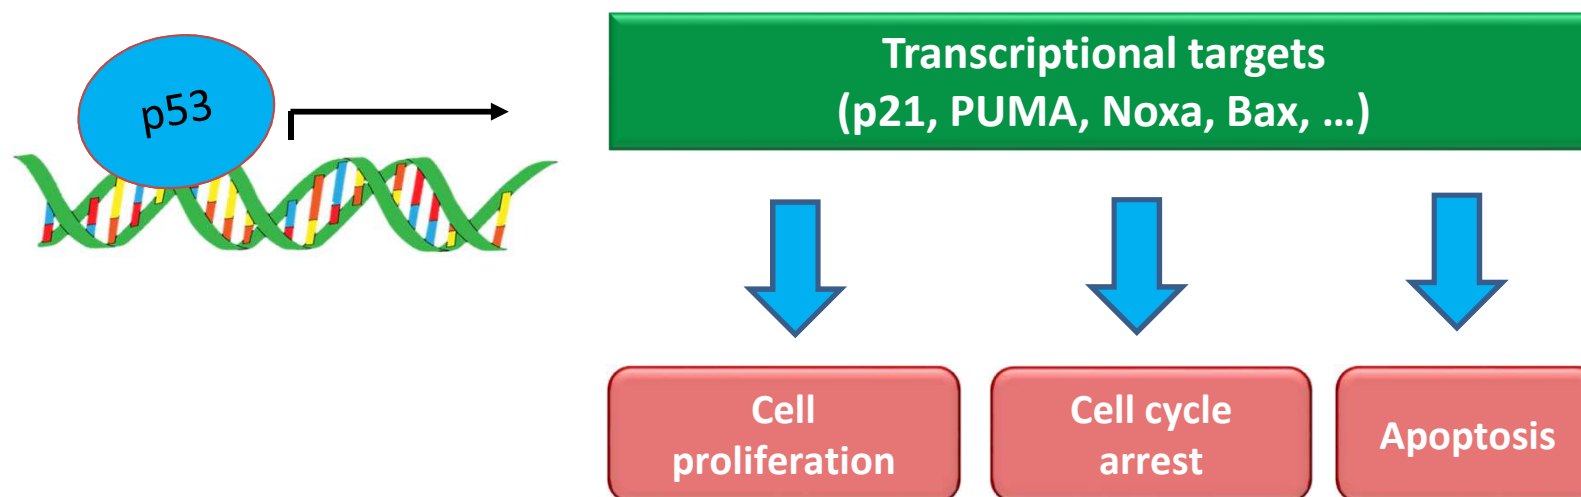 p53
Transcriptional targets
(p21, PUMA, Noxa, Bax, …)
Cell
proliferation
Cell cycle
arrest
Apoptosis